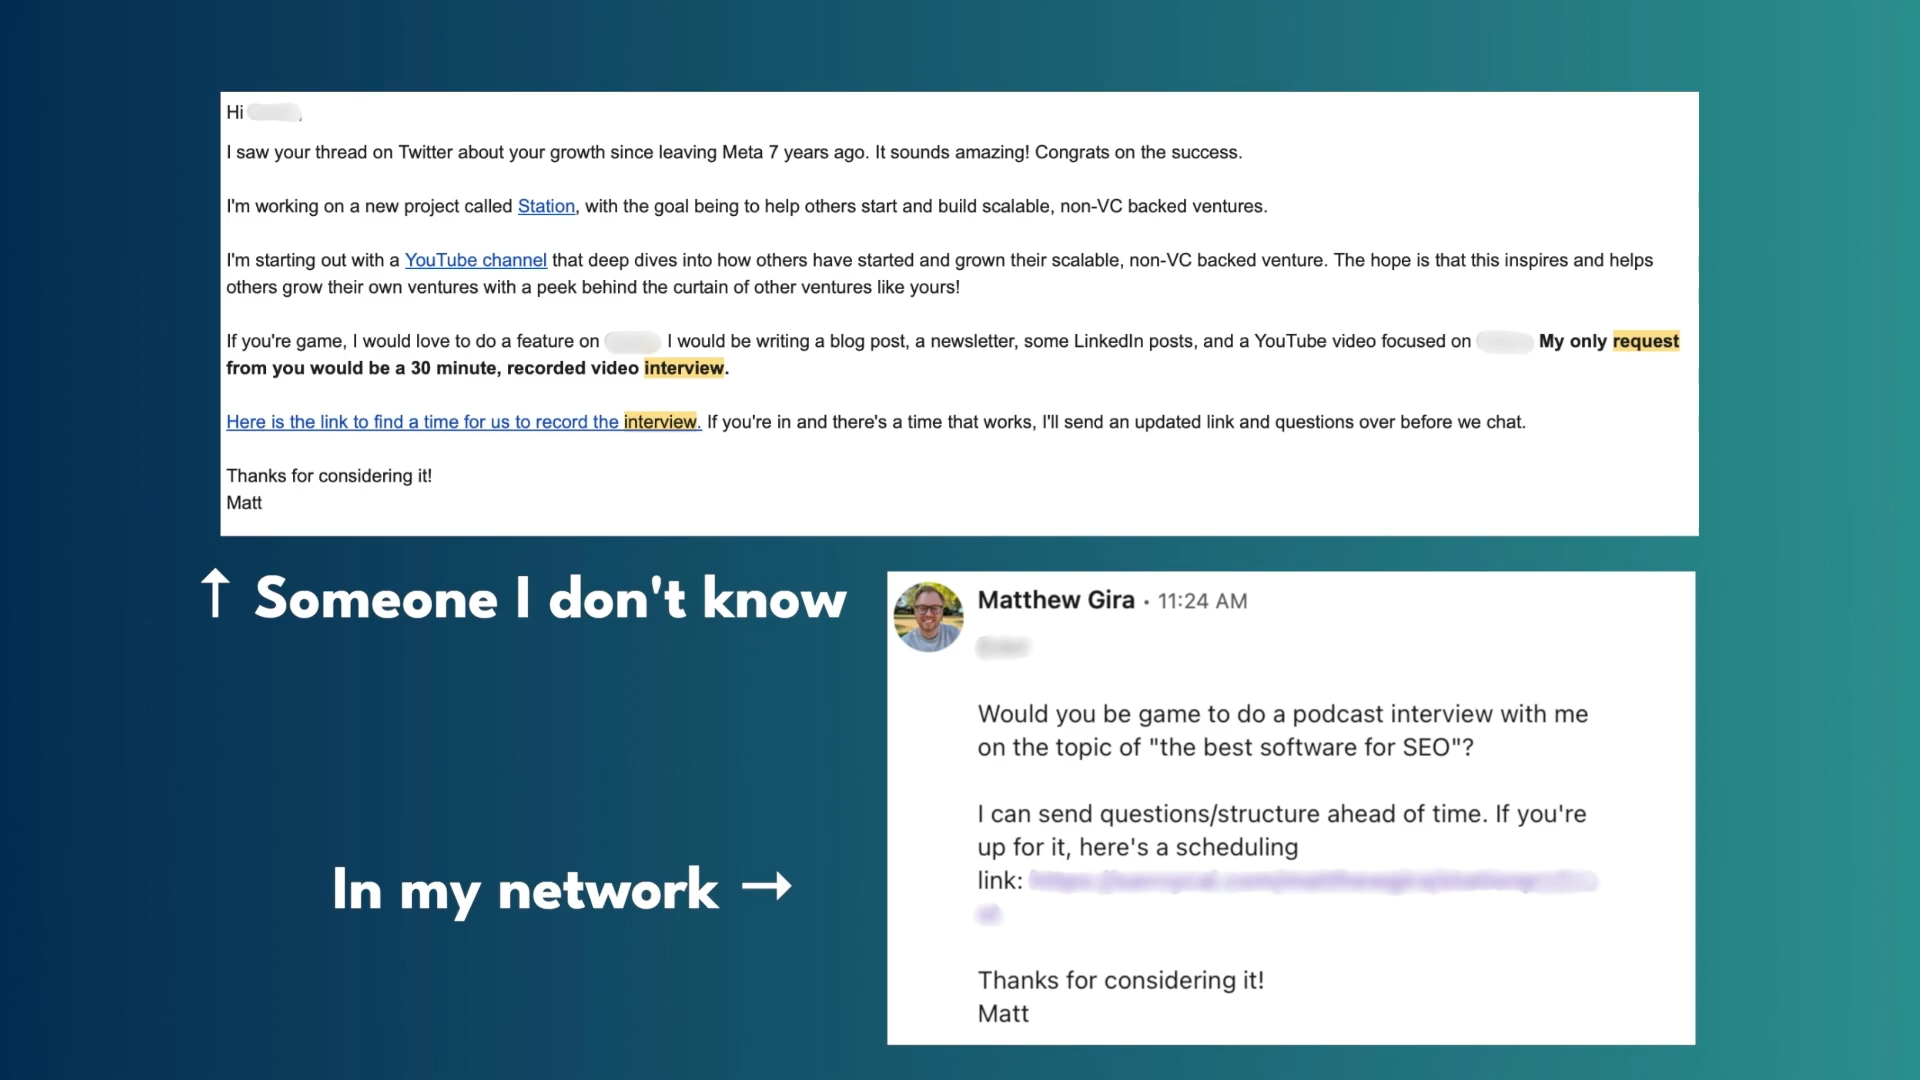 Hi ,
I saw your thread on Twitter about your growth since leaving Meta 7 years ago. It sounds amazing! Congrats on the success.
I'm working on a new project called Station, with the goal being to help others start and build scalable, non-VC backed ventures.
I'm starting out with a YouTube channel that deep dives into how others have started and grown their scalable, non-VC backed venture. The hope is that this inspires and helps
others grow their own ventures with a peek behind the curtain of other ventures like yours!
If you're game, I would love to do a feature on I would be writing a blog post, a newsletter, some LinkedIn posts, and a YouTube video focused on My only request
from you would be a 30 minute, recorded video interview.
Here is the link to find a time for us to record the interview. If you're in and there's a time that works, I'll send an updated link and questions over before we chat.
Thanks for considering it!
Matt
↑ Someone I don't know
Matthew Gira • 11:24 AM
Would you be game to do a podcast interview with me
on the topic of "the best software for SEO"?
I can send questions/structure ahead of time. If you're
up for it, here's a scheduling
link:
Thanks for considering it!
Matt
In my network →